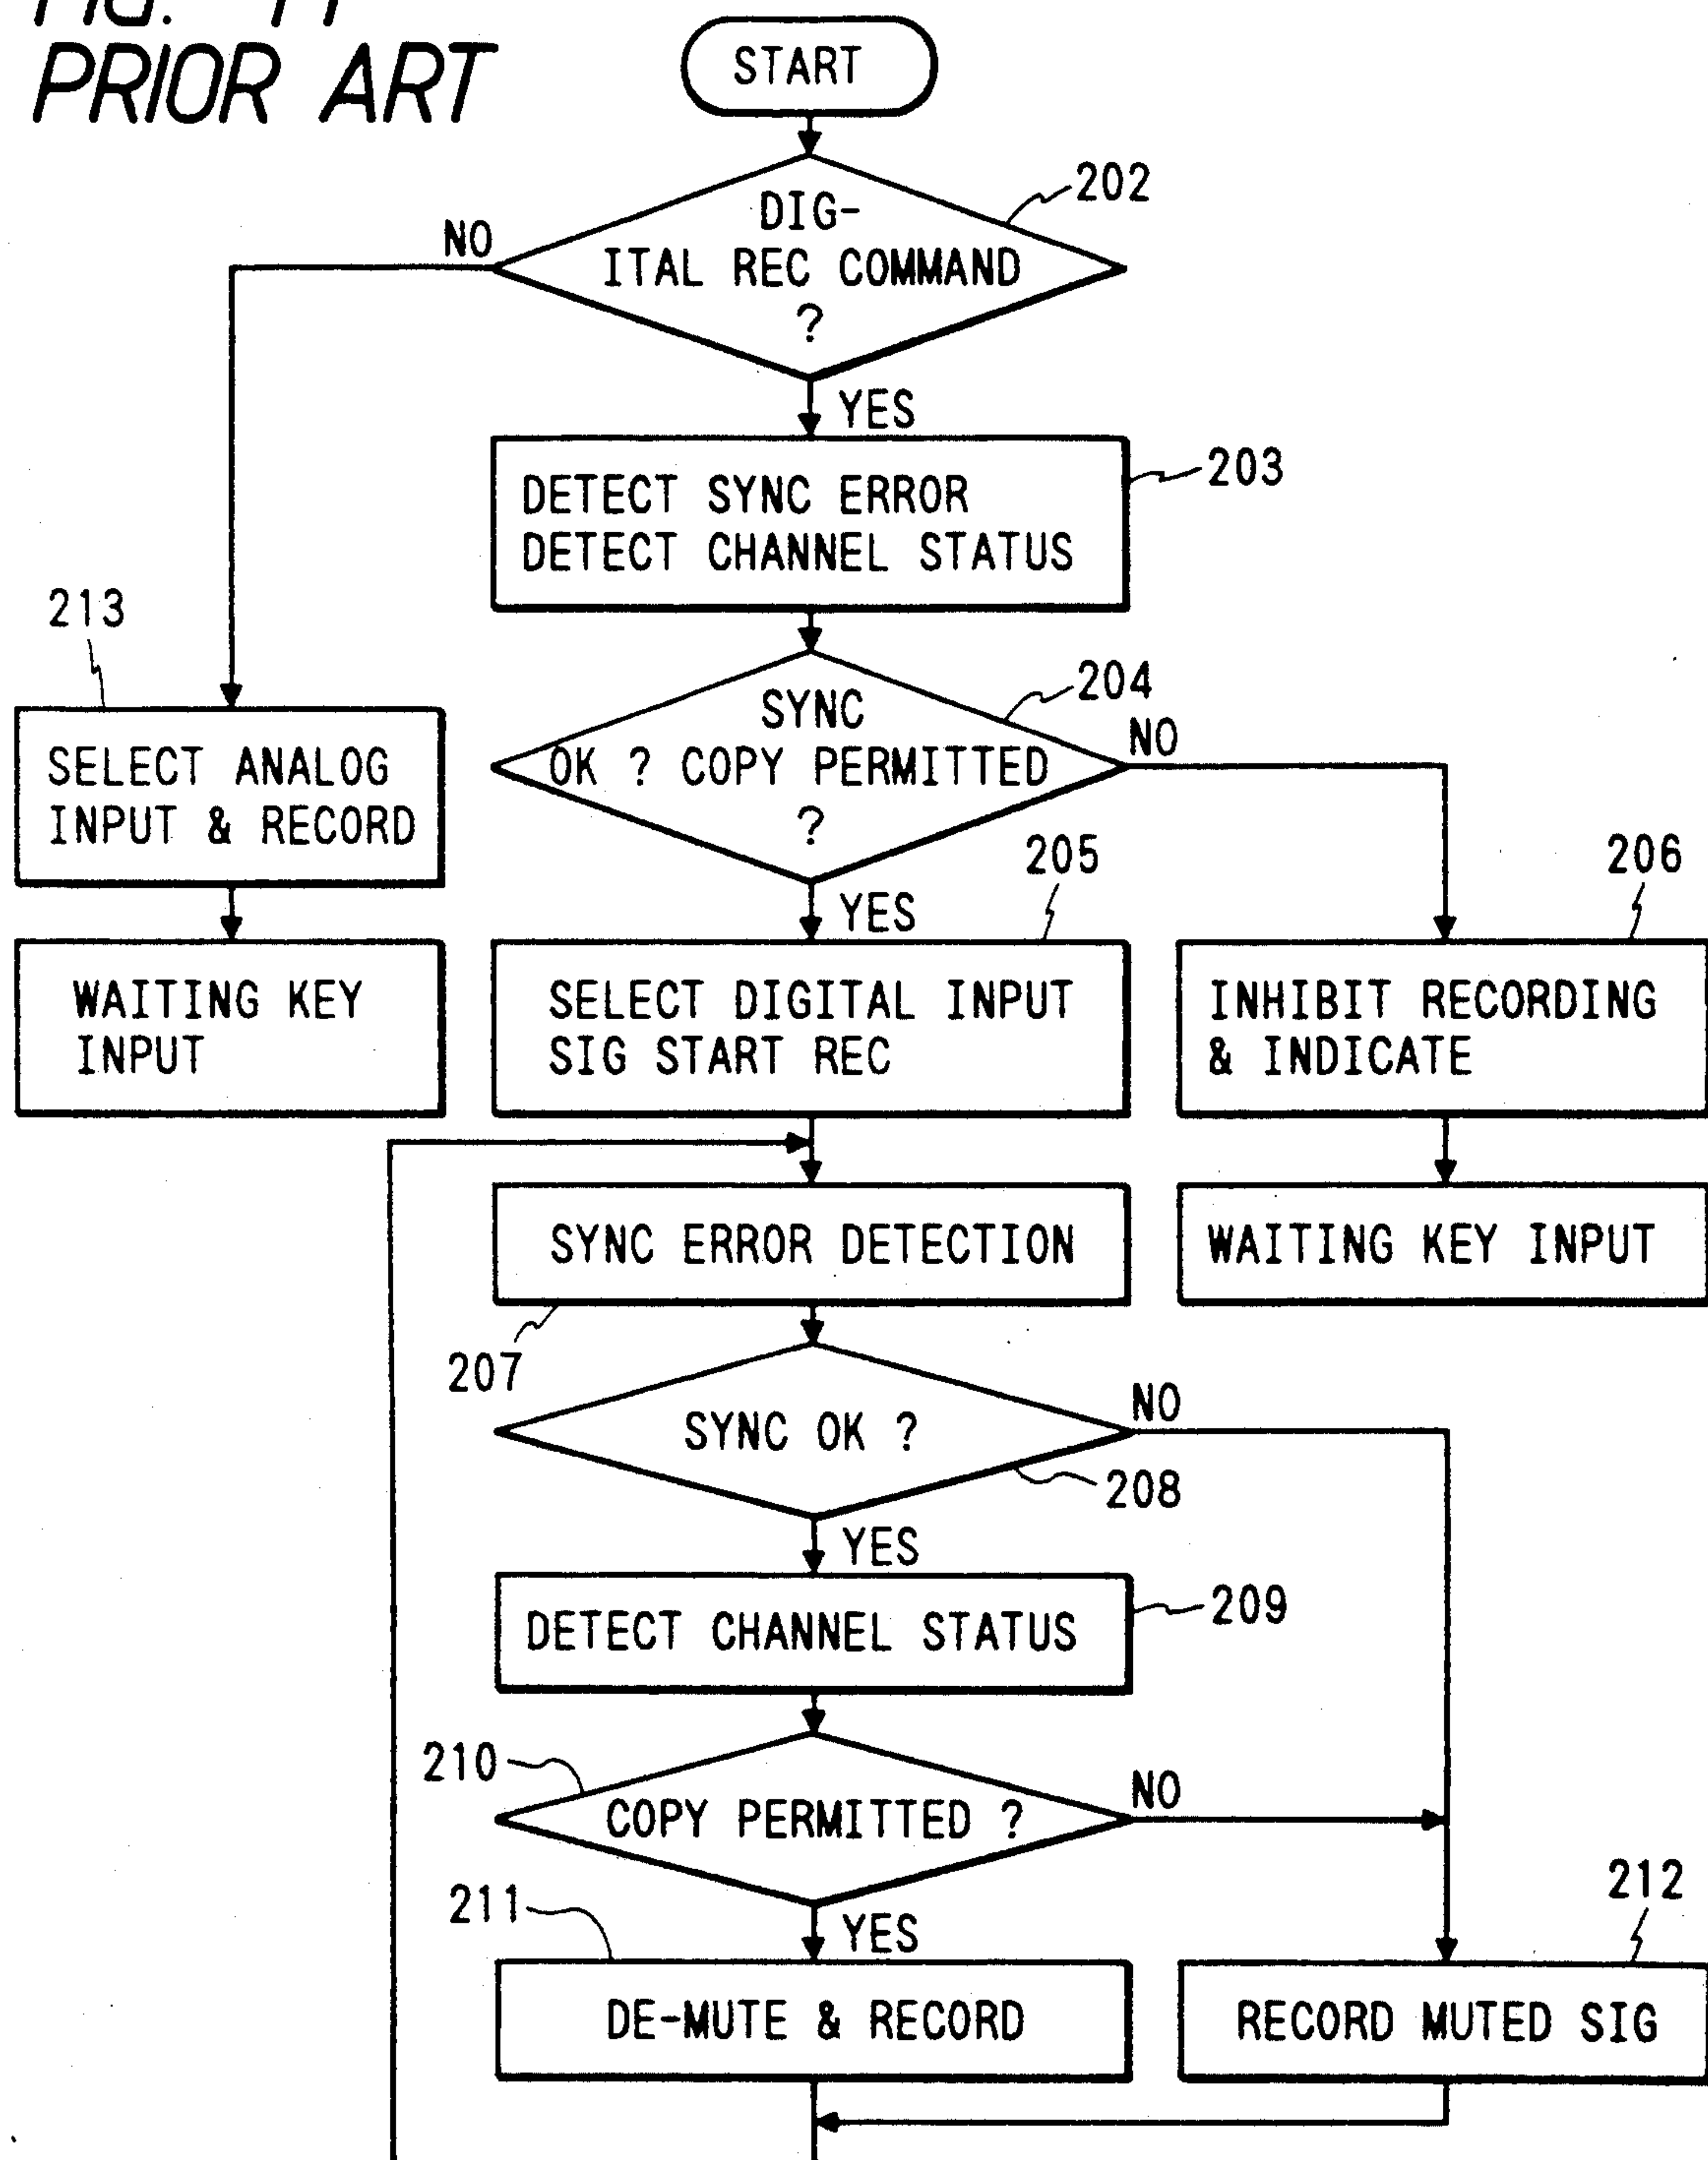 PRIOR ART
START
202
DIG-
ITAL REC COMMAND
?
NO
YES
203
DETECT SYNC ERROR
DETECT CHANNEL STATUS
213
204
SYNC
OK ? COPY PERMITTED
?
NO
SELECT ANALOG
INPUT & RECORD
YES
205
206
WAITING KEY
INPUT
SELECT DIGITAL INPUT
SIG START REC
INHIBIT RECORDING
& INDICATE
SYNC ERROR DETECTION
WAITING KEY INPUT
207
SYNC OK ?
NO
208
YES
DETECT CHANNEL STATUS
209
210
COPY PERMITTED ?
NO
211
YES
212
DE-MUTE & RECORD
RECORD MUTED SIG